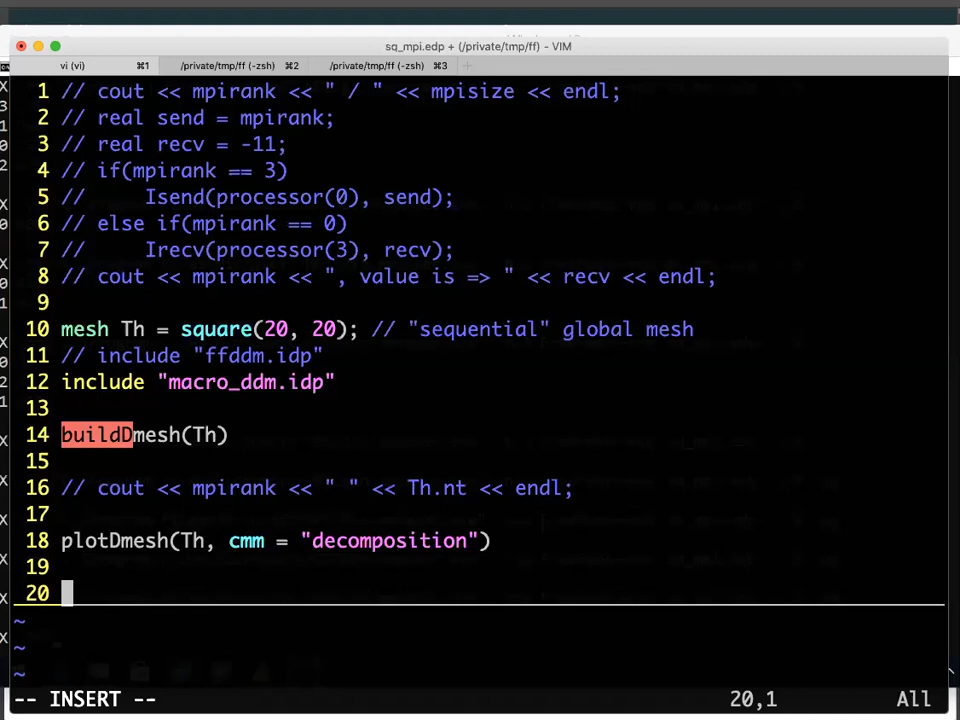 sq_mpi.edp + (/private/tmp/ff) - VIM
vi (vi) ⌘1 /private/tmp/ff (-zsh) ⌘2 /private/tmp/ff (-zsh) ⌘3 +
1 // cout << mpirank << " / " << mpisize << endl;
2 // real send = mpirank;
3 // real recv = -11;
4 // if(mpirank == 3)
5 //     Isend(processor(0), send);
6 // else if(mpirank == 0)
7 //     Irecv(processor(3), recv);
8 // cout << mpirank << ", value is => " << recv << endl;
9
10 mesh Th = square(20, 20); // "sequential" global mesh
11 // include "ffddm.idp"
12 include "macro_ddm.idp"
13
14 buildDmesh(Th)
15
16 // cout << mpirank << " " << Th.nt << endl;
17
18 plotDmesh(Th, cmm = "decomposition")
19
20
~
~
~
-- INSERT -- 20,1 All